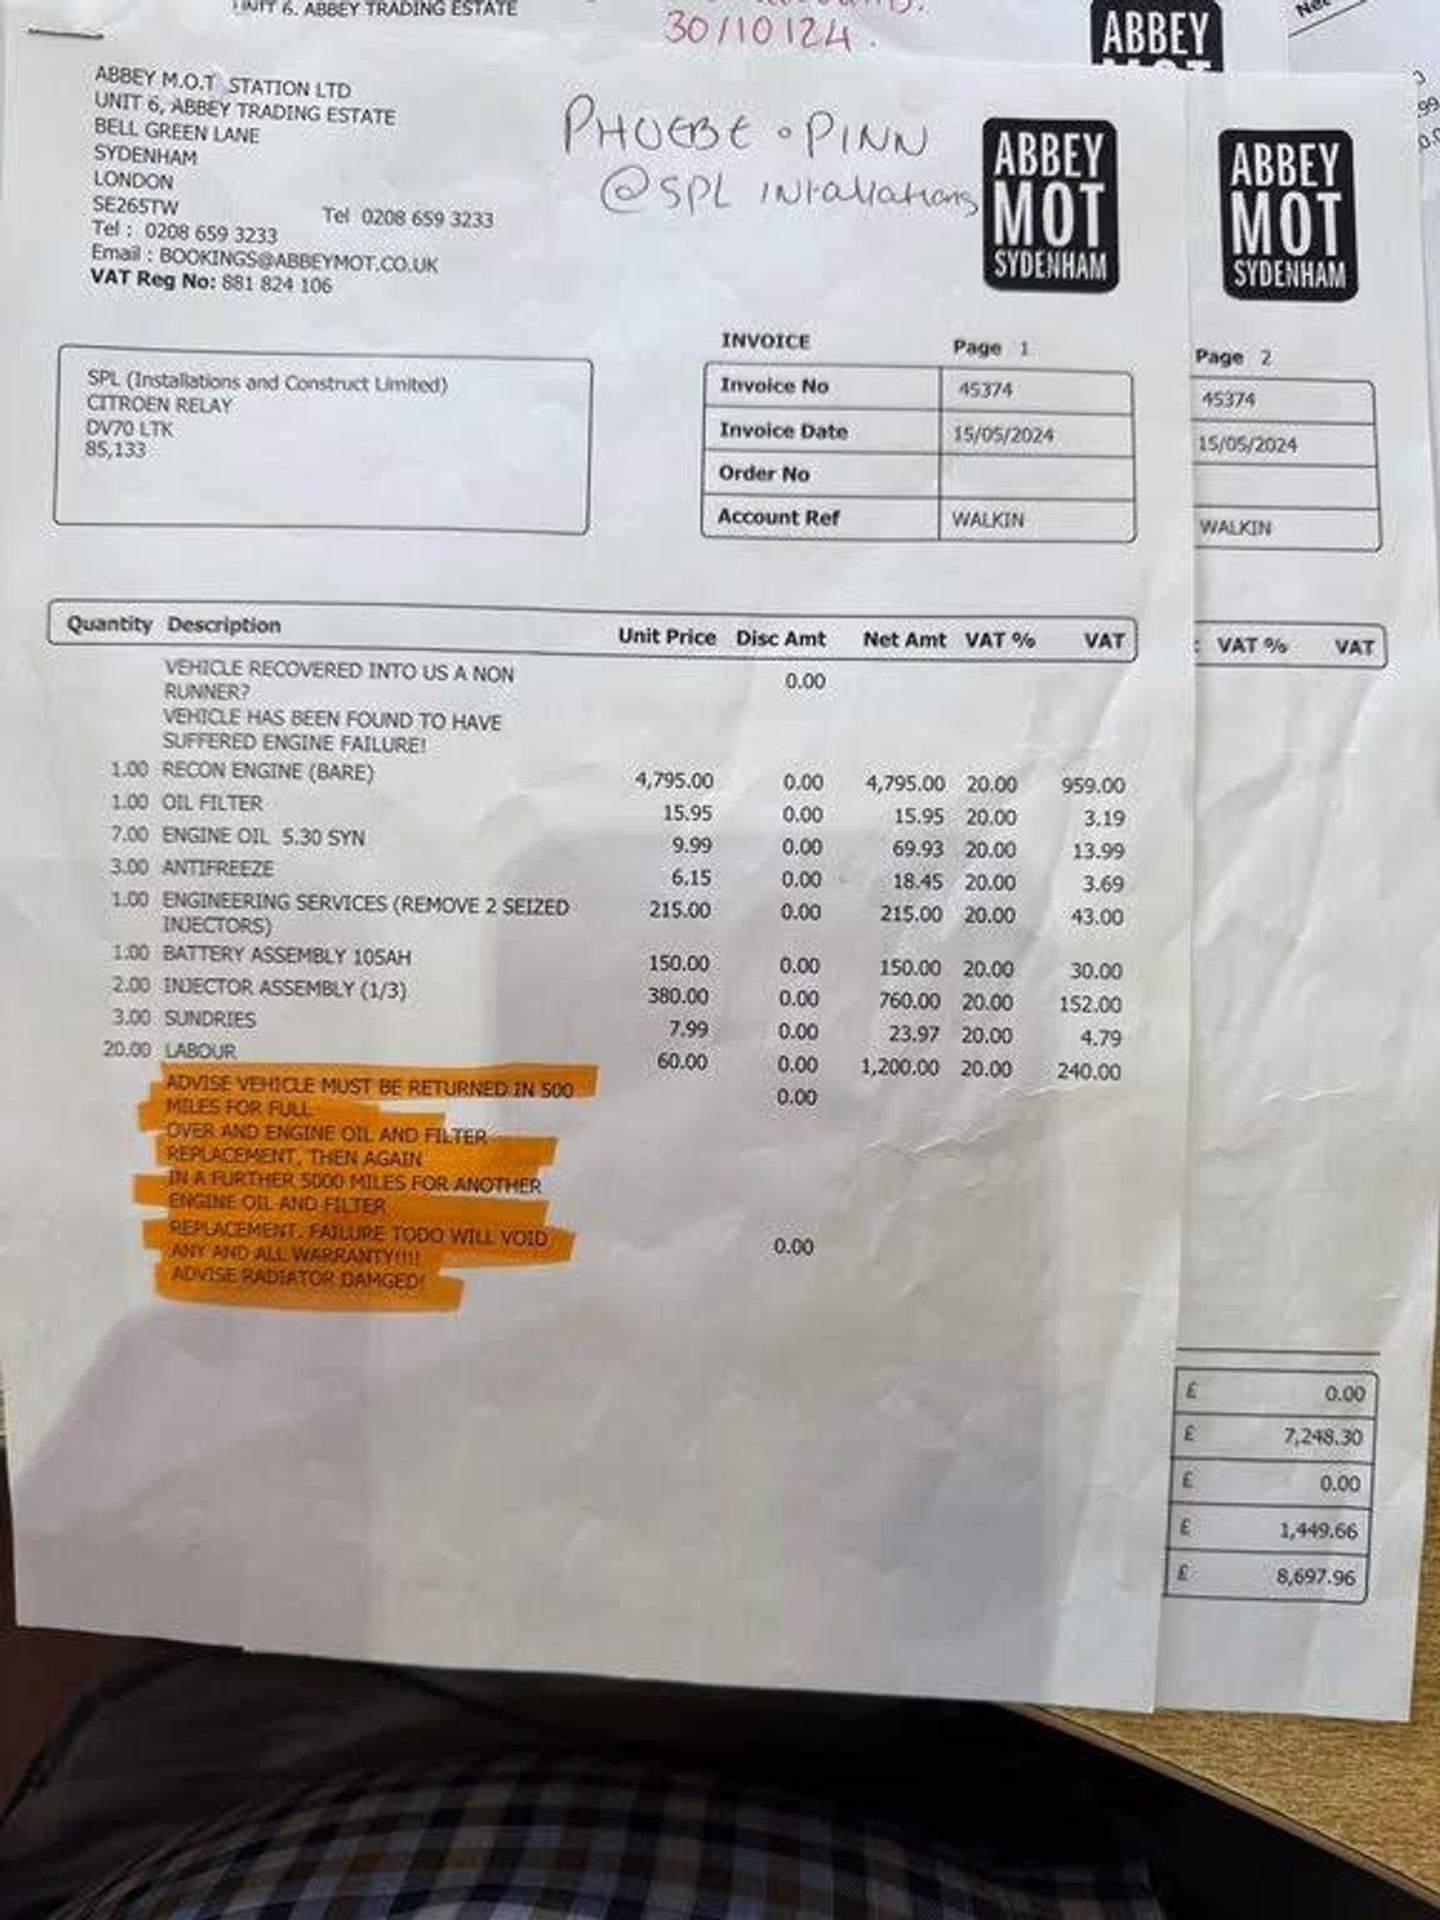 UNIT 6. ABBEY TRADING ESTATE
30/10/24.
ABBEY
ABBEY M.O.T STATION LTD
UNIT 6, ABBEY TRADING ESTATE
BELL GREEN LANE
SYDENHAM
LONDON
SE265TW
Tel : 0208 659 3233
Tel 0208 659 3233
Email : BOOKINGS@ABBEYMOT.CO.UK
VAT Reg No: 881 824 106
PHOEBE PINN
@SPL Intallations
ABBEY
MOT
SYDENHAM
ABBEY
MOT
SYDENHAM
INVOICE Page 1
Invoice No 45374
Invoice Date 15/05/2024
Order No
Account Ref WALKIN
Page 2
45374
15/05/2024
WALKIN
SPL (Installations and Construct Limited)
CITROEN RELAY
DV70 LTK
85,133
Quantity Description Unit Price Disc Amt Net Amt VAT % VAT
VAT % VAT
VEHICLE RECOVERED INTO US A NON 0.00
RUNNER?
VEHICLE HAS BEEN FOUND TO HAVE
SUFFERED ENGINE FAILURE!
1.00 RECON ENGINE (BARE) 4,795.00 0.00 4,795.00 20.00 959.00
1.00 OIL FILTER 15.95 0.00 15.95 20.00 3.19
7.00 ENGINE OIL 5.30 SYN 9.99 0.00 69.93 20.00 13.99
3.00 ANTIFREEZE 6.15 0.00 18.45 20.00 3.69
1.00 ENGINEERING SERVICES (REMOVE 2 SEIZED 215.00 0.00 215.00 20.00 43.00
INJECTORS)
1.00 BATTERY ASSEMBLY 105AH 150.00 0.00 150.00 20.00 30.00
2.00 INJECTOR ASSEMBLY (1/3) 380.00 0.00 760.00 20.00 152.00
3.00 SUNDRIES 7.99 0.00 23.97 20.00 4.79
20.00 LABOUR 60.00 0.00 1,200.00 20.00 240.00
ADVISE VEHICLE MUST BE RETURNED IN 500 0.00
MILES FOR FULL
OVER AND ENGINE OIL AND FILTER
REPLACEMENT, THEN AGAIN
IN A FURTHER 5000 MILES FOR ANOTHER
ENGINE OIL AND FILTER
REPLACEMENT. FAILURE TODO WILL VOID 0.00
ANY AND ALL WARRANTY!!!!
ADVISE RADIATOR DAMGED!
£ 0.00
£ 7,248.30
£ 0.00
£ 1,449.66
£ 8,697.96